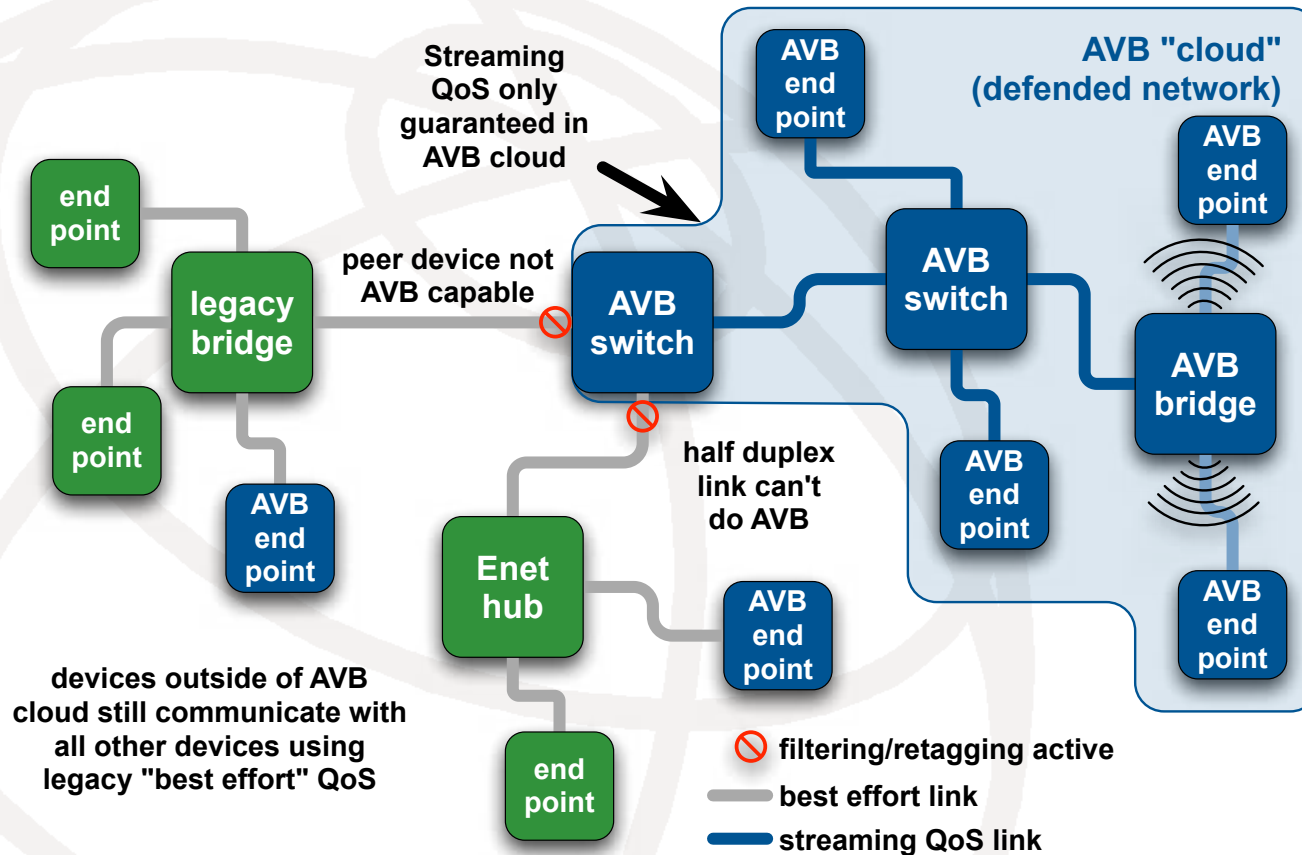 AVB "cloud"
(defended network)
Streaming
QoS only
guaranteed in
AVB cloud
AVB
end
point
AVB
end
point
end
point
legacy
bridge
peer device not
AVB capable
AVB
switch
AVB
switch
AVB
bridge
end
point
AVB
end
point
half duplex
link can't
do AVB
AVB
end
point
Enet
hub
AVB
end
point
AVB
end
point
devices outside of AVB
cloud still communicate with
all other devices using
legacy "best effort" QoS
end
point
filtering/retagging active
best effort link
streaming QoS link